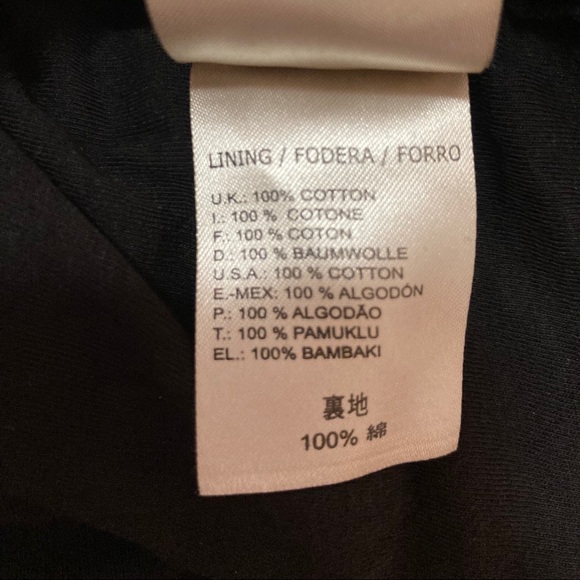 LINING / FODERA / FORRO
U.K.: 100% COTTON
I.: 100 % COTONE
F.: 100 % COTON
D.: 100 % BAUMWOLLE
U.S.A.: 100 % COTTON
E.-MEX: 100 % ALGODÓN
P.: 100 % ALGODÃO
T.: 100 % PAMUKLU
EL.: 100% BAMBAKI
裏地
100% 綿